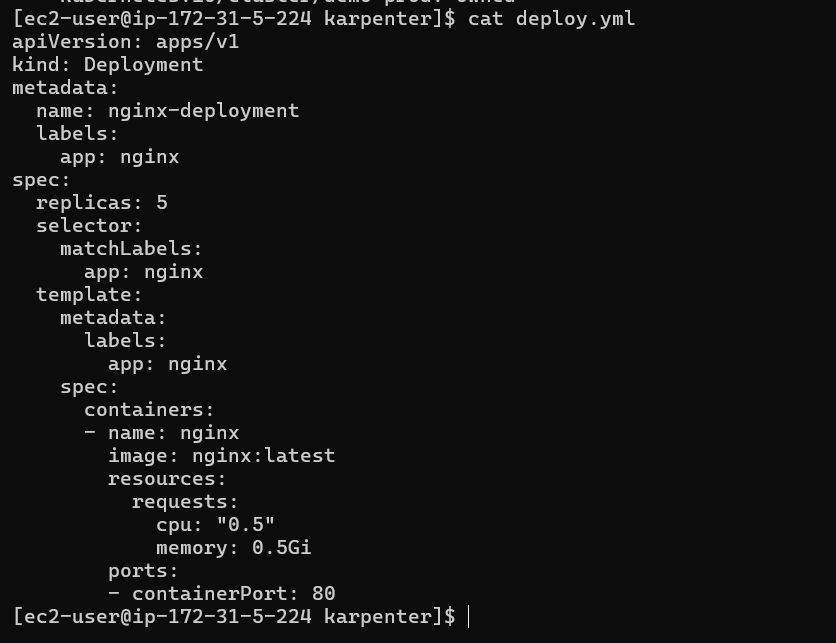 [ec2-user@ip-172-31-5-224 karpenter]$ cat deploy.yml
apiVersion: apps/v1
kind: Deployment
metadata:
  name: nginx-deployment
  labels:
    app: nginx
spec:
  replicas: 5
  selector:
    matchLabels:
      app: nginx
  template:
    metadata:
      labels:
        app: nginx
    spec:
      containers:
      - name: nginx
        image: nginx:latest
        resources:
          requests:
            cpu: "0.5"
            memory: 0.5Gi
        ports:
        - containerPort: 80
[ec2-user@ip-172-31-5-224 karpenter]$